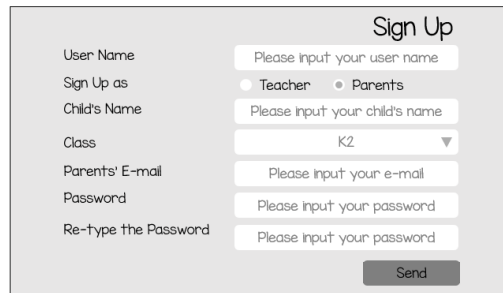 Sign Up
User Name Please input your user name
Sign Up as Teacher Parents
Child's Name Please input your child's name
Class K2
Parents' E-mail Please input your e-mail
Password Please input your password
Re-type the Password Please input your password
Send